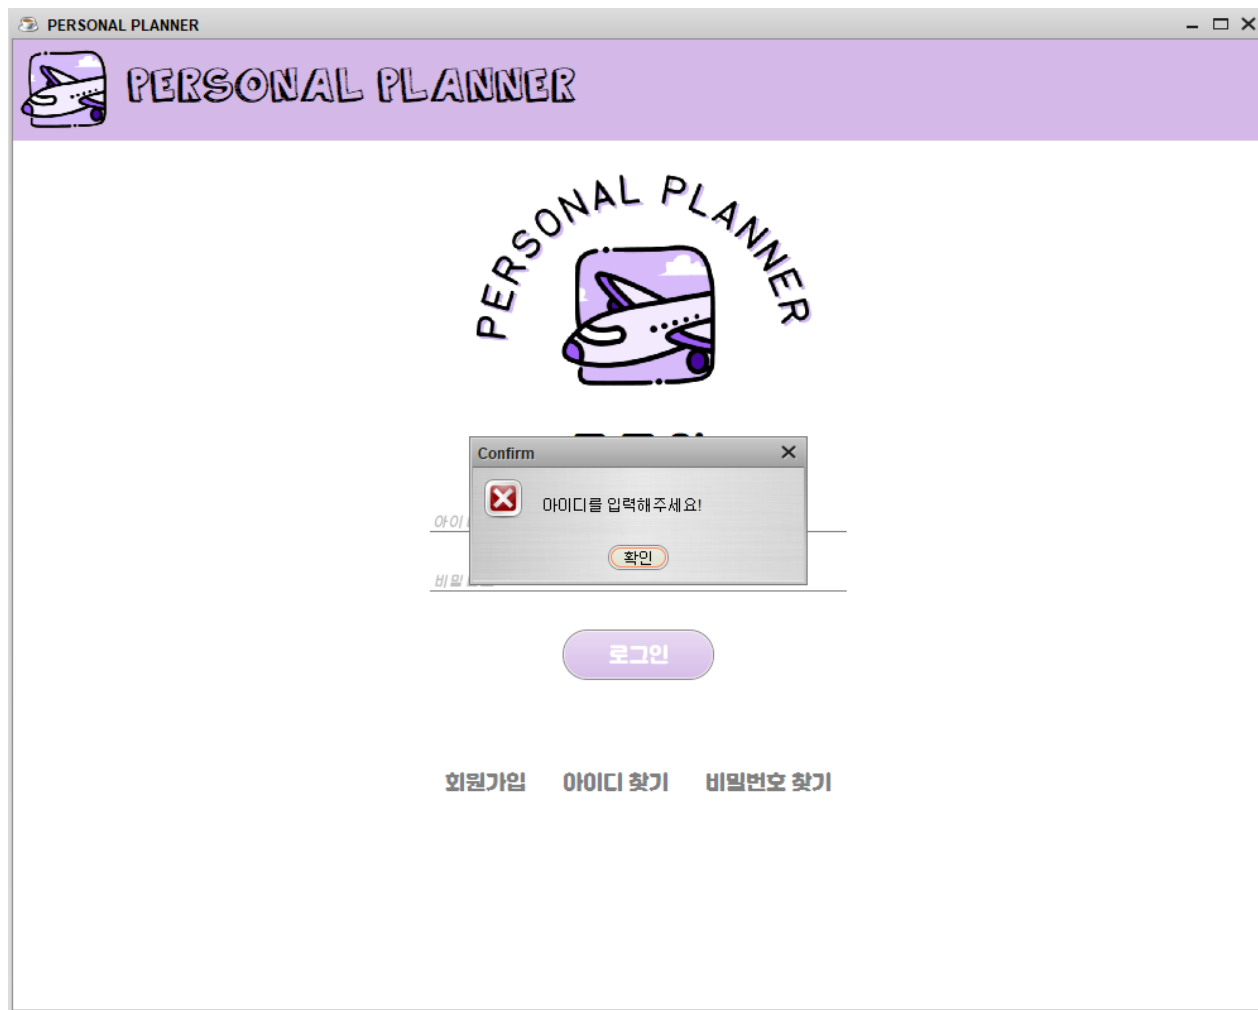 PERSONAL PLANNER
PERSONAL PLANNER
PERSONAL PLANNER
Confirm
아이디를 입력해주세요!
확인
로그인
회원가입 아이디 찾기 비밀번호 찾기